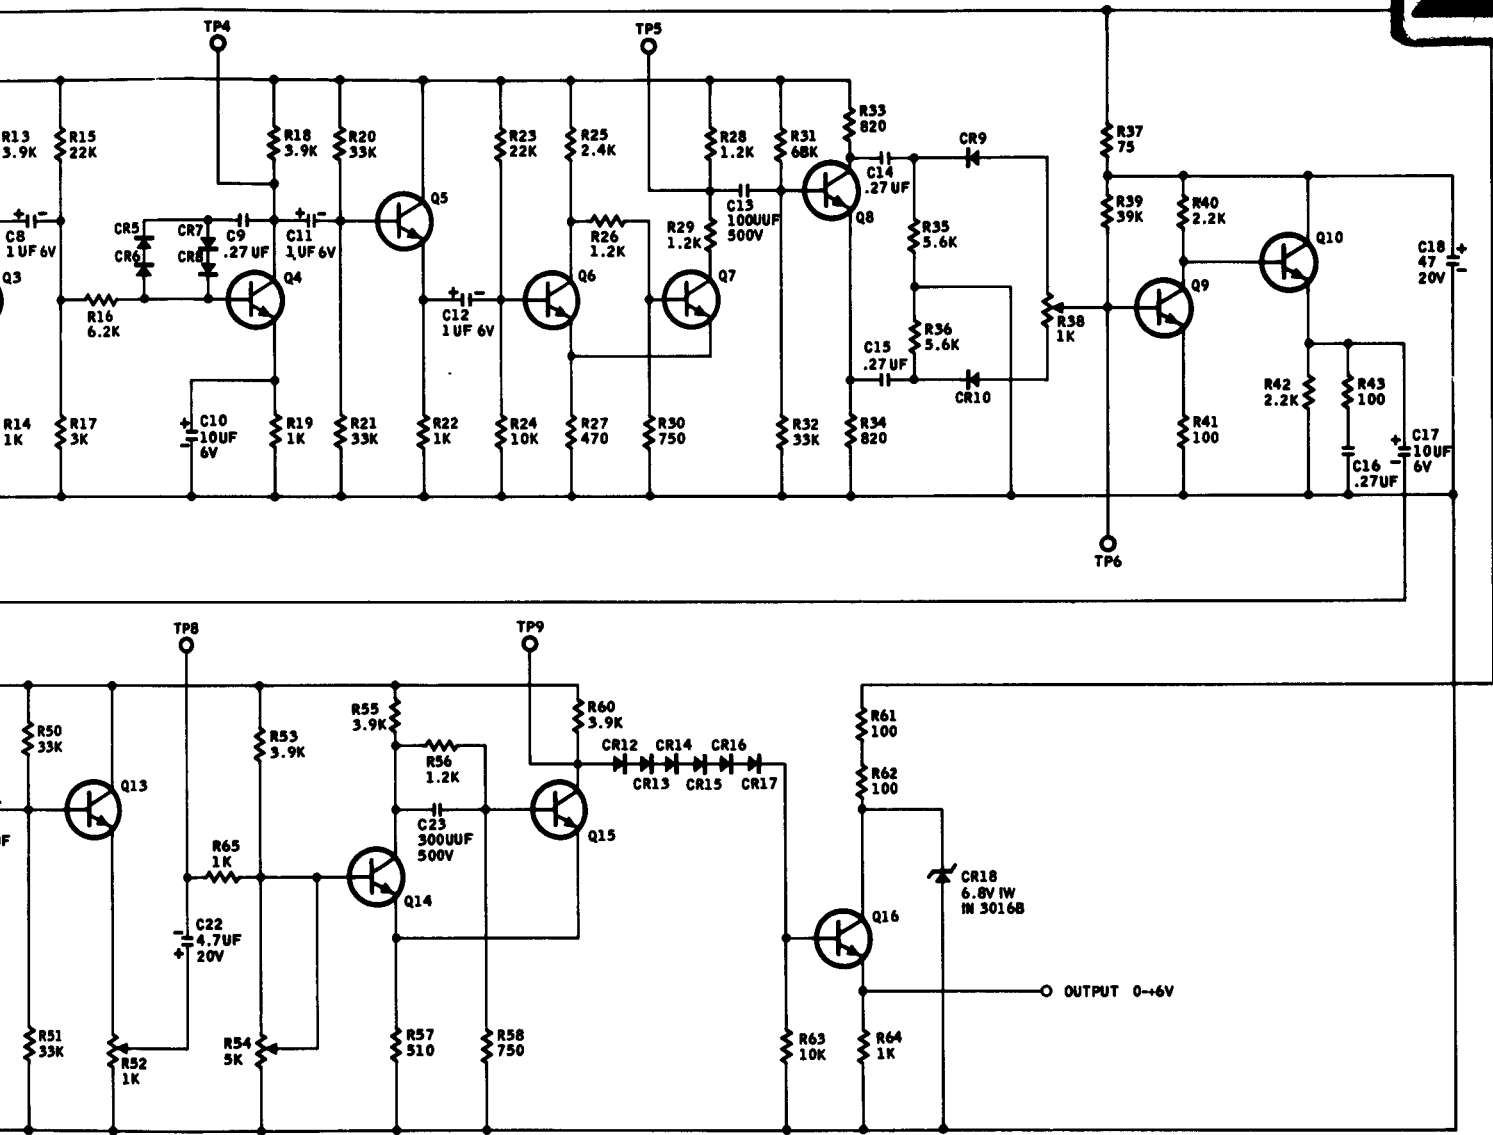 TP4
TP5
R13
3.9K
R15
22K
R18
3.9K
R20
33K
R23
22K
R25
2.4K
R28
1.2K
R31
68K
R33
820
CR9
R37
75
C14
.27UF
Q5
C13
100UUF
500V
Q8
R39
39K
R40
2.2K
Q10
C8
1UF 6V
CR5
CR6
CR7
CR8
C9
.27UF
C11
1UF 6V
R26
1.2K
R29
1.2K
R35
5.6K
C18
47
20V
Q3
Q4
Q6
Q7
Q9
R16
6.2K
C12
1UF 6V
R36
5.6K
R38
1K
C15
.27UF
CR10
R42
2.2K
R43
100
R14
1K
R17
3K
C10
10UF
6V
R19
1K
R21
33K
R22
1K
R24
10K
R27
470
R30
750
R32
33K
R34
820
R41
100
C16
.27UF
C17
10UF
6V
TP6
TP8
TP9
R50
33K
R53
3.9K
R55
3.9K
R60
3.9K
R61
100
CR12 CR14 CR16
CR13 CR15 CR17
R56
1.2K
R62
100
Q13
C23
300UUF
500V
Q15
R65
1K
Q14
CR18
6.8V 1W
1N 3016B
Q16
C22
4.7UF
20V
OUTPUT 0-+6V
R51
33K
R52
1K
R54
5K
R57
510
R58
750
R63
10K
R64
1K